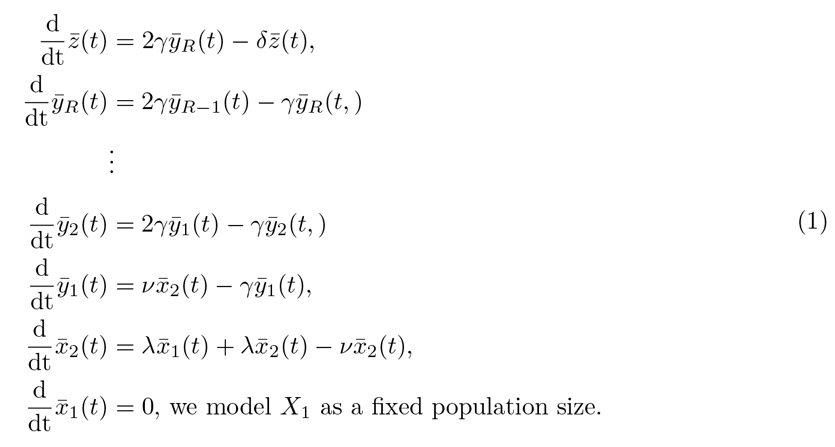 d/dt z̄(t) = 2γȳ_R(t) − δz̄(t),
d/dt ȳ_R(t) = 2γȳ_{R−1}(t) − γȳ_R(t,)
⋮
d/dt ȳ_2(t) = 2γȳ_1(t) − γȳ_2(t,) (1)
d/dt ȳ_1(t) = νx̄_2(t) − γȳ_1(t),
d/dt x̄_2(t) = λx̄_1(t) + λx̄_2(t) − νx̄_2(t),
d/dt x̄_1(t) = 0, we model X_1 as a fixed population size.